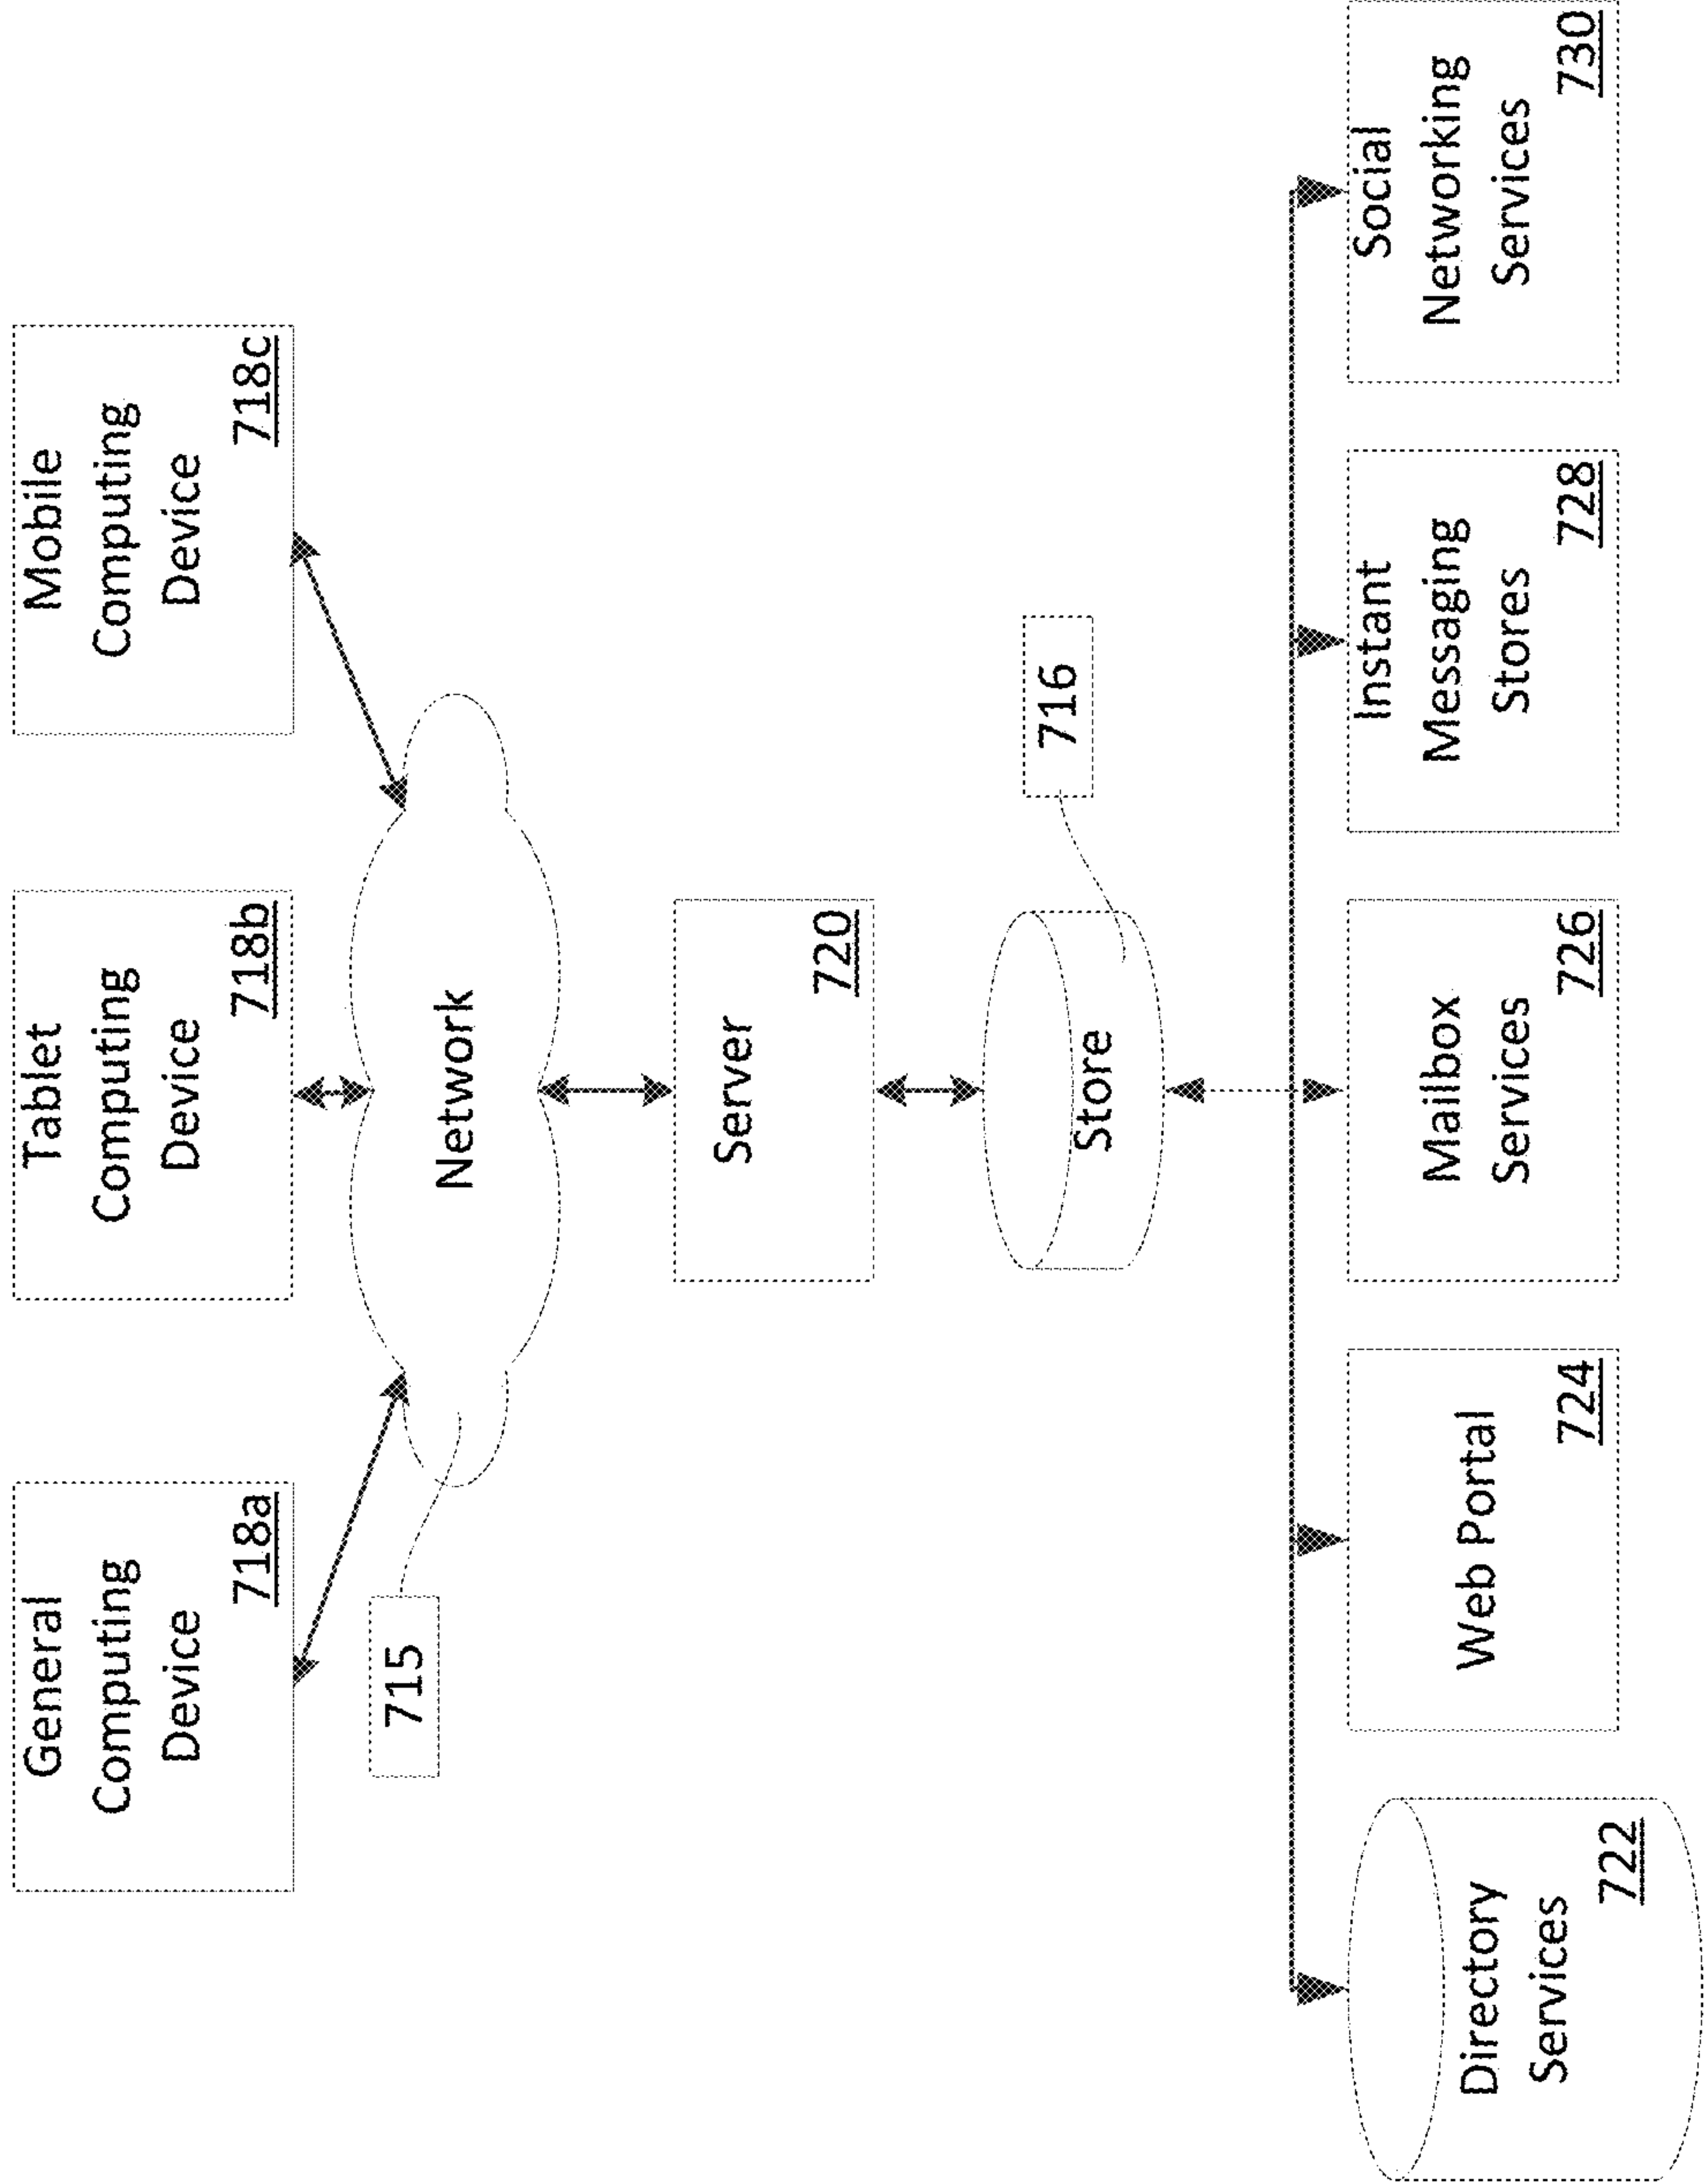 General
Computing
Device
718a
Tablet
Computing
Device
718b
Mobile
Computing
Device
718c
715
Network
Server
720
Store
716
Directory
Services
722
Web Portal
724
Mailbox
Services
726
Instant
Messaging
Stores
728
Social
Networking
Services
730